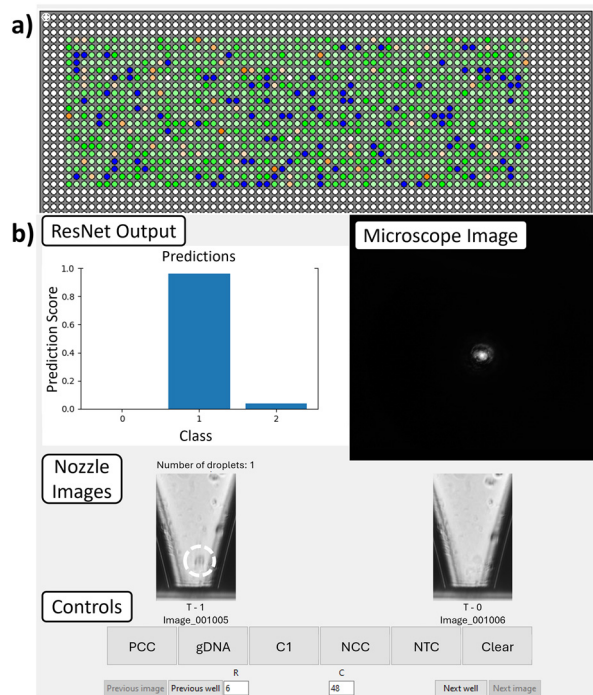 a)
b)
ResNet Output
Microscope Image
Predictions
Prediction Score
1.0
0.8
0.6
0.4
0.2
0.0
0 1 2
Class
Nozzle
Images
Number of droplets: 1
T - 1
Image_001005
T - 0
Image_001006
Controls
PCC gDNA C1 NCC NTC Clear
R C
Previous image Previous well 6 48 Next well Next image